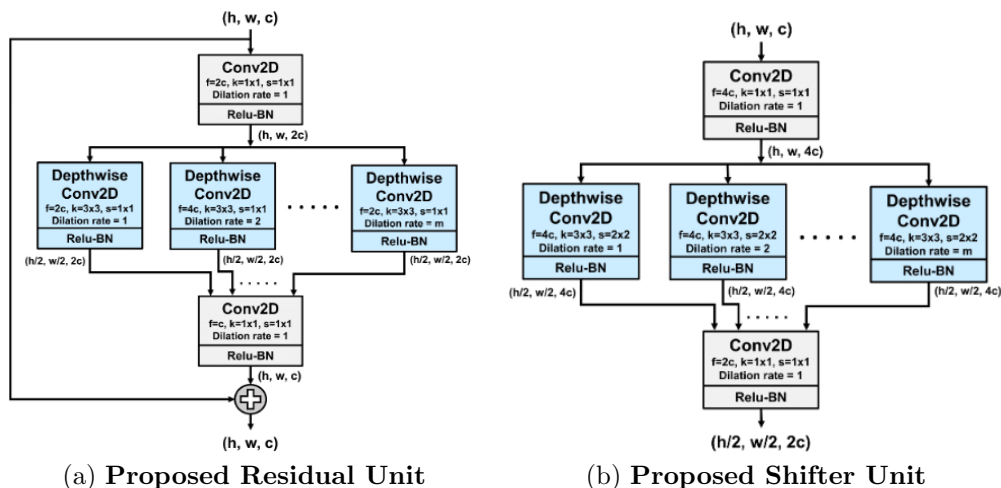 (h, w, c)
Conv2D
f=2c, k=1x1, s=1x1
Dilation rate = 1
Relu-BN
(h, w, 2c)
Depthwise
Conv2D
f=2c, k=3x3, s=1x1
Dilation rate = 1
Relu-BN
(h/2, w/2, 2c)
Depthwise
Conv2D
f=4c, k=3x3, s=1x1
Dilation rate = 2
Relu-BN
(h/2, w/2, 2c)
Depthwise
Conv2D
f=2c, k=3x3, s=1x1
Dilation rate = m
Relu-BN
(h/2, w/2, 2c)
Conv2D
f=c, k=1x1, s=1x1
Dilation rate = 1
Relu-BN
(h, w, c)
(h, w, c)
(a) Proposed Residual Unit
(h, w, c)
Conv2D
f=4c, k=1x1, s=1x1
Dilation rate = 1
Relu-BN
(h, w, 4c)
Depthwise
Conv2D
f=4c, k=3x3, s=2x2
Dilation rate = 1
Relu-BN
(h/2, w/2, 4c)
Depthwise
Conv2D
f=4c, k=3x3, s=2x2
Dilation rate = 2
Relu-BN
(h/2, w/2, 4c)
Depthwise
Conv2D
f=4c, k=3x3, s=2x2
Dilation rate = m
Relu-BN
(h/2, w/2, 4c)
Conv2D
f=2c, k=1x1, s=1x1
Dilation rate = 1
Relu-BN
(h/2, w/2, 2c)
(b) Proposed Shifter Unit